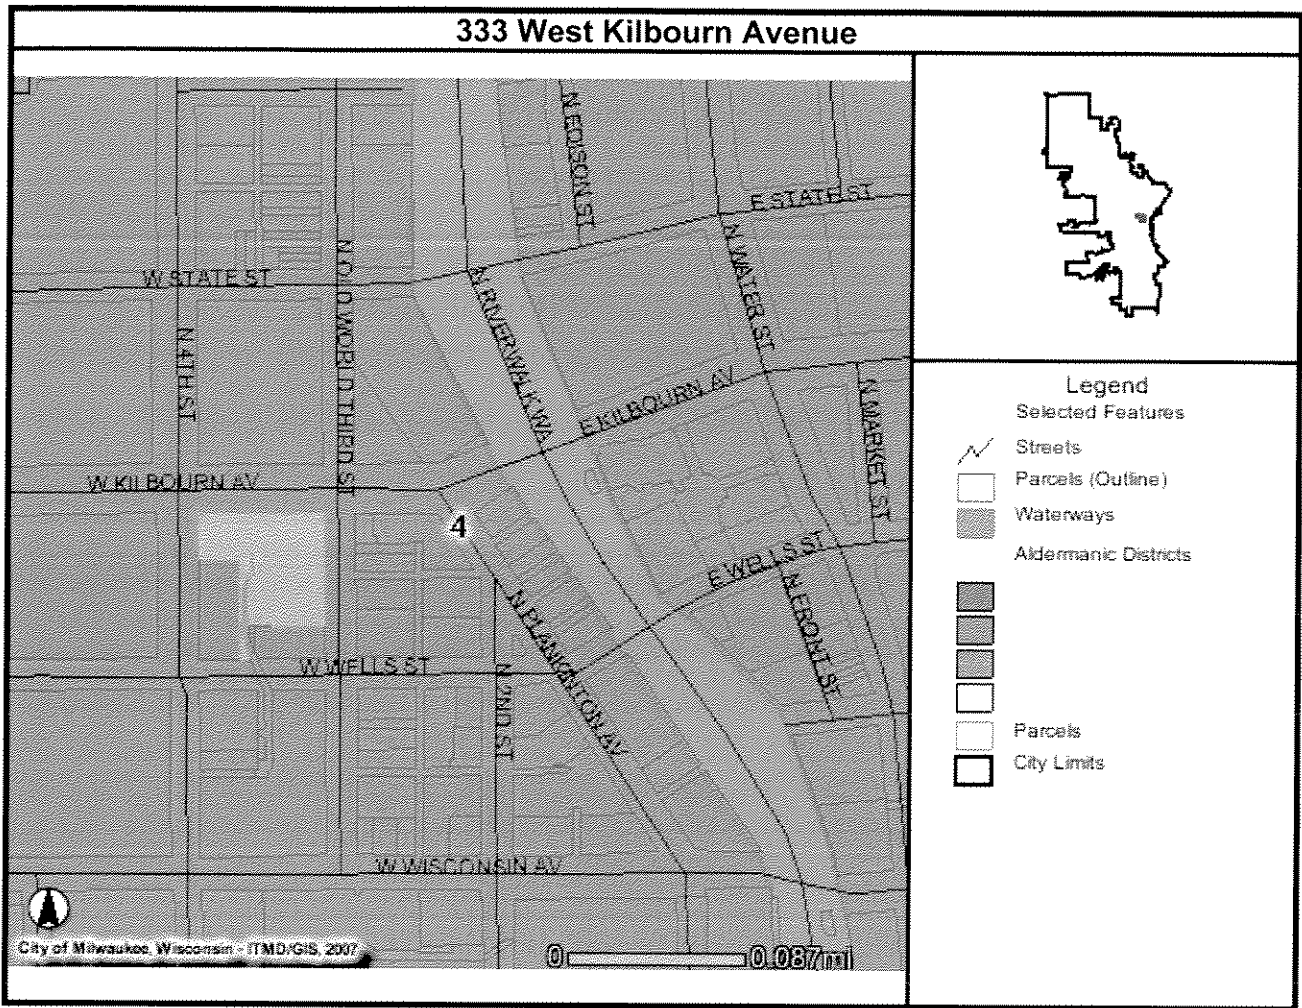 333 West Kilbourn Avenue
N EDISON ST
E STATE ST
N WATER ST
W STATE ST
N OLD WORLD THIRD ST
N RIVERWALK WA
N 4TH ST
E KILBOURN AV
N MARKET ST
W KILBOURN AV
4
E WELLS ST
N FRONT ST
N PLANKINTON AV
W WELLS ST
N 2ND ST
W WISCONSIN AV
City of Milwaukee, Wisconsin - ITMD/GIS, 2007
0 0.087mi
Legend
Selected Features
Streets
Parcels (Outline)
Waterways
Aldermanic Districts
Parcels
City Limits